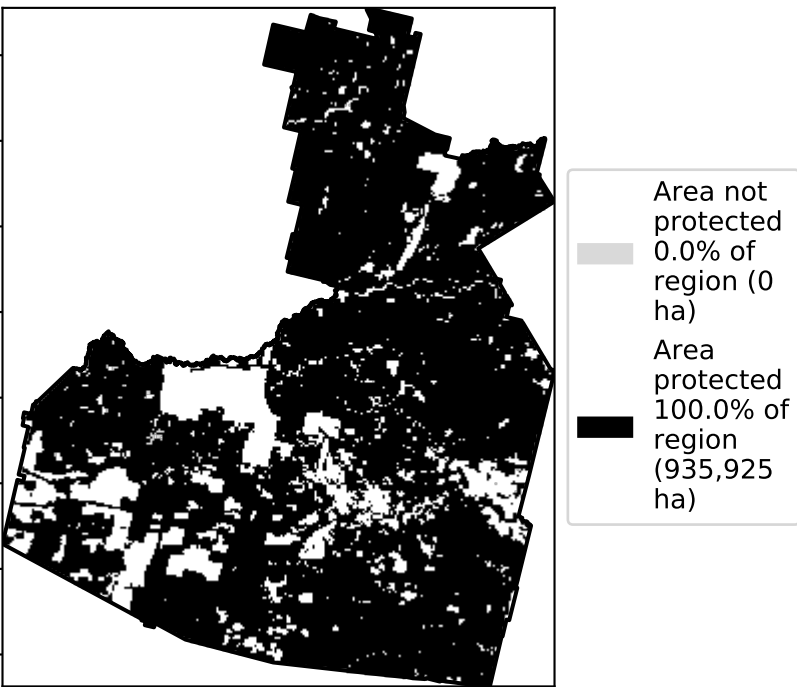 Area not
protected
0.0% of
region (0
ha)
Area
protected
100.0% of
region
(935,925
ha)